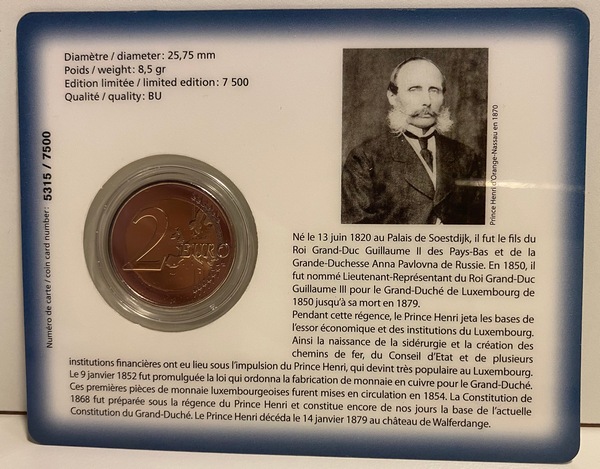 Diamètre / diameter: 25,75 mm
Poids / weight: 8,5 gr
Edition limitée / limited edition: 7 500
Qualité / quality: BU
Numéro de carte / coin card number: 5315 / 7500
2 EURO
Prince Henri d'Orange-Nassau en 1870
Né le 13 juin 1820 au Palais de Soestdijk, il fut le fils du
Roi Grand-Duc Guillaume II des Pays-Bas et de la
Grande-Duchesse Anna Pavlovna de Russie. En 1850, il
fut nommé Lieutenant-Représentant du Roi Grand-Duc
Guillaume III pour le Grand-Duché de Luxembourg de
1850 jusqu'à sa mort en 1879.
Pendant cette régence, le Prince Henri jeta les bases de
l'essor économique et des institutions du Luxembourg.
Ainsi la naissance de la sidérurgie et la création des
chemins de fer, du Conseil d'Etat et de plusieurs
institutions financières ont eu lieu sous l'impulsion du Prince Henri, qui devint très populaire au Luxembourg.
Le 9 janvier 1852 fut promulguée la loi qui ordonna la fabrication de monnaie en cuivre pour le Grand-Duché.
Ces premières pièces de monnaie luxembourgeoises furent mises en circulation en 1854. La Constitution de
1868 fut préparée sous la régence du Prince Henri et constitue encore de nos jours la base de l'actuelle
Constitution du Grand-Duché. Le Prince Henri décéda le 14 janvier 1879 au château de Walferdange.